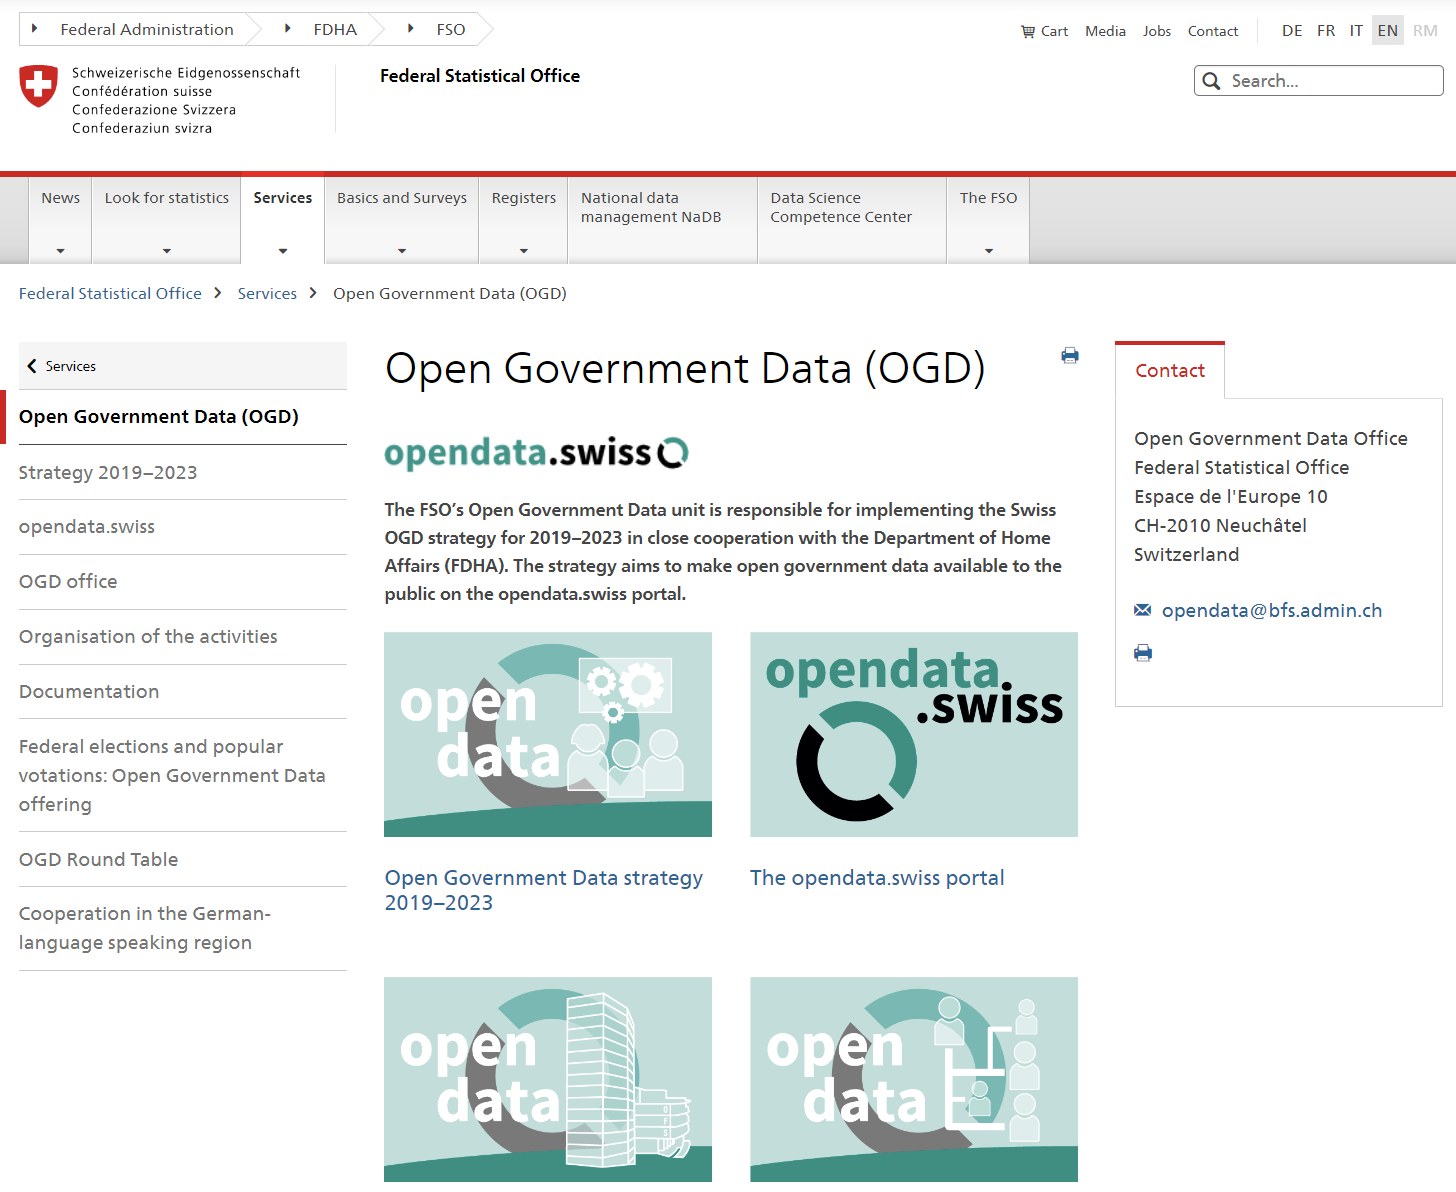 Federal Administration
FDHA
FSO
Cart
Media
Jobs
Contact
DE
FR
IT
EN
RM
Schweizerische Eidgenossenschaft
Confédération suisse
Confederazione Svizzera
Confederaziun svizra
Federal Statistical Office
Search...
News
Look for statistics
Services
Basics and Surveys
Registers
National data
management NaDB
Data Science
Competence Center
The FSO
Federal Statistical Office
Services
Open Government Data (OGD)
Services
Open Government Data (OGD)
Strategy 2019–2023
opendata.swiss
OGD office
Organisation of the activities
Documentation
Federal elections and popular
votations: Open Government Data
offering
OGD Round Table
Cooperation in the German-
language speaking region
Open Government Data (OGD)
opendata.swiss
The FSO’s Open Government Data unit is responsible for implementing the Swiss
OGD strategy for 2019–2023 in close cooperation with the Department of Home
Affairs (FDHA). The strategy aims to make open government data available to the
public on the opendata.swiss portal.
open
data
opendata
.swiss
Open Government Data strategy
2019–2023
The opendata.swiss portal
open
data
O
F
S
open
data
Contact
Open Government Data Office
Federal Statistical Office
Espace de l'Europe 10
CH-2010 Neuchâtel
Switzerland
opendata@bfs.admin.ch